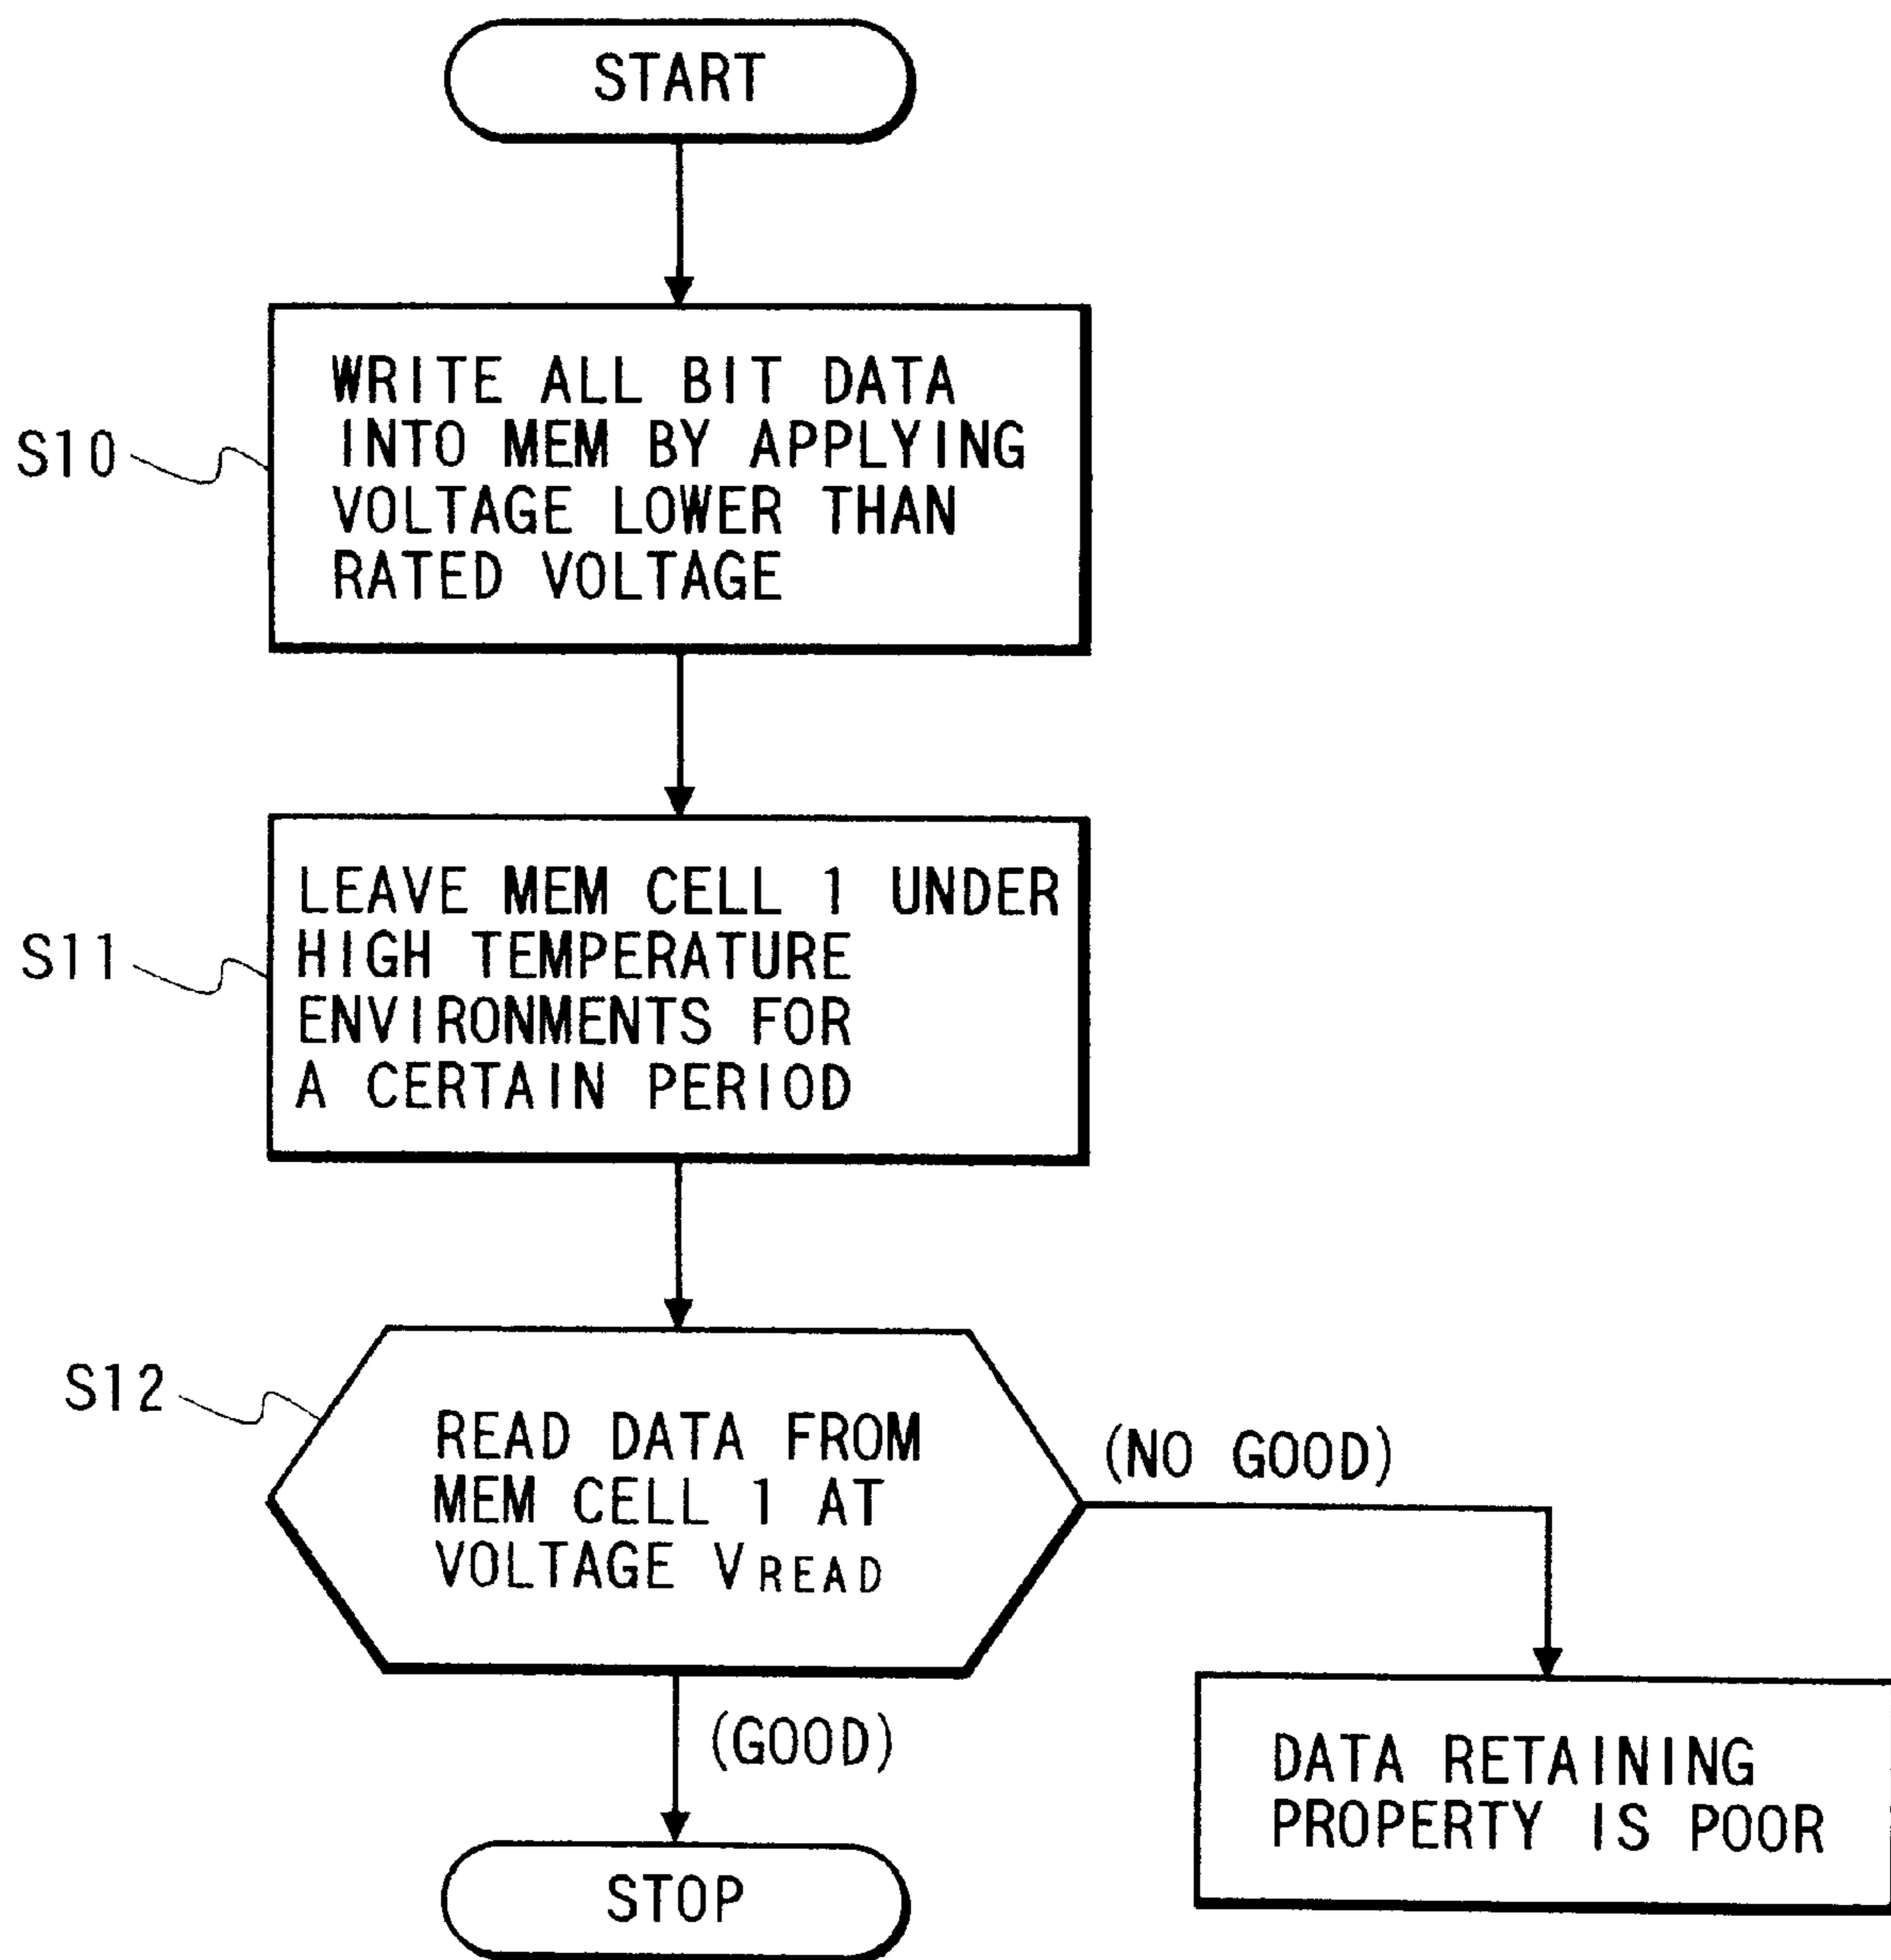 START
S10
WRITE ALL BIT DATA
INTO MEM BY APPLYING
VOLTAGE LOWER THAN
RATED VOLTAGE
S11
LEAVE MEM CELL 1 UNDER
HIGH TEMPERATURE
ENVIRONMENTS FOR
A CERTAIN PERIOD
S12
READ DATA FROM
MEM CELL 1 AT
VOLTAGE VREAD
(NO GOOD)
(GOOD)
DATA RETAINING
PROPERTY IS POOR
STOP